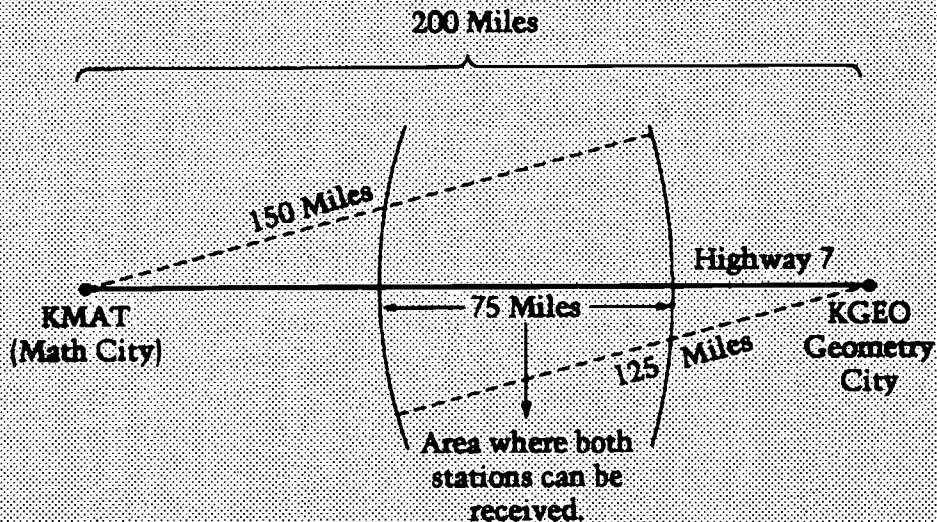 200 Miles
150 Miles
Highway 7
KMAT
(Math City)
75 Miles
KGEO
Geometry
City
125 Miles
Area where both
stations can be
received.